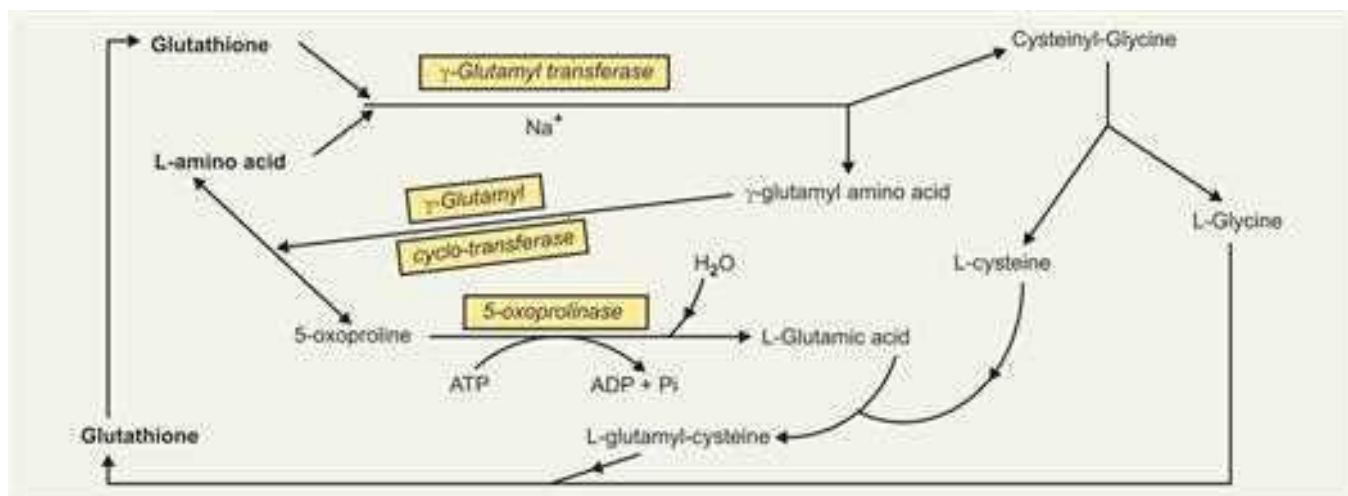 Glutathione
γ-Glutamyl transferase
Cysteinyl-Glycine
Na+
L-amino acid
γ-Glutamyl
γ-glutamyl amino acid
cyclo-transferase
L-Glycine
H₂O
L-cysteine
5-oxoprolinase
5-oxoproline
L-Glutamic acid
ATP
ADP + Pi
Glutathione
L-glutamyl-cysteine